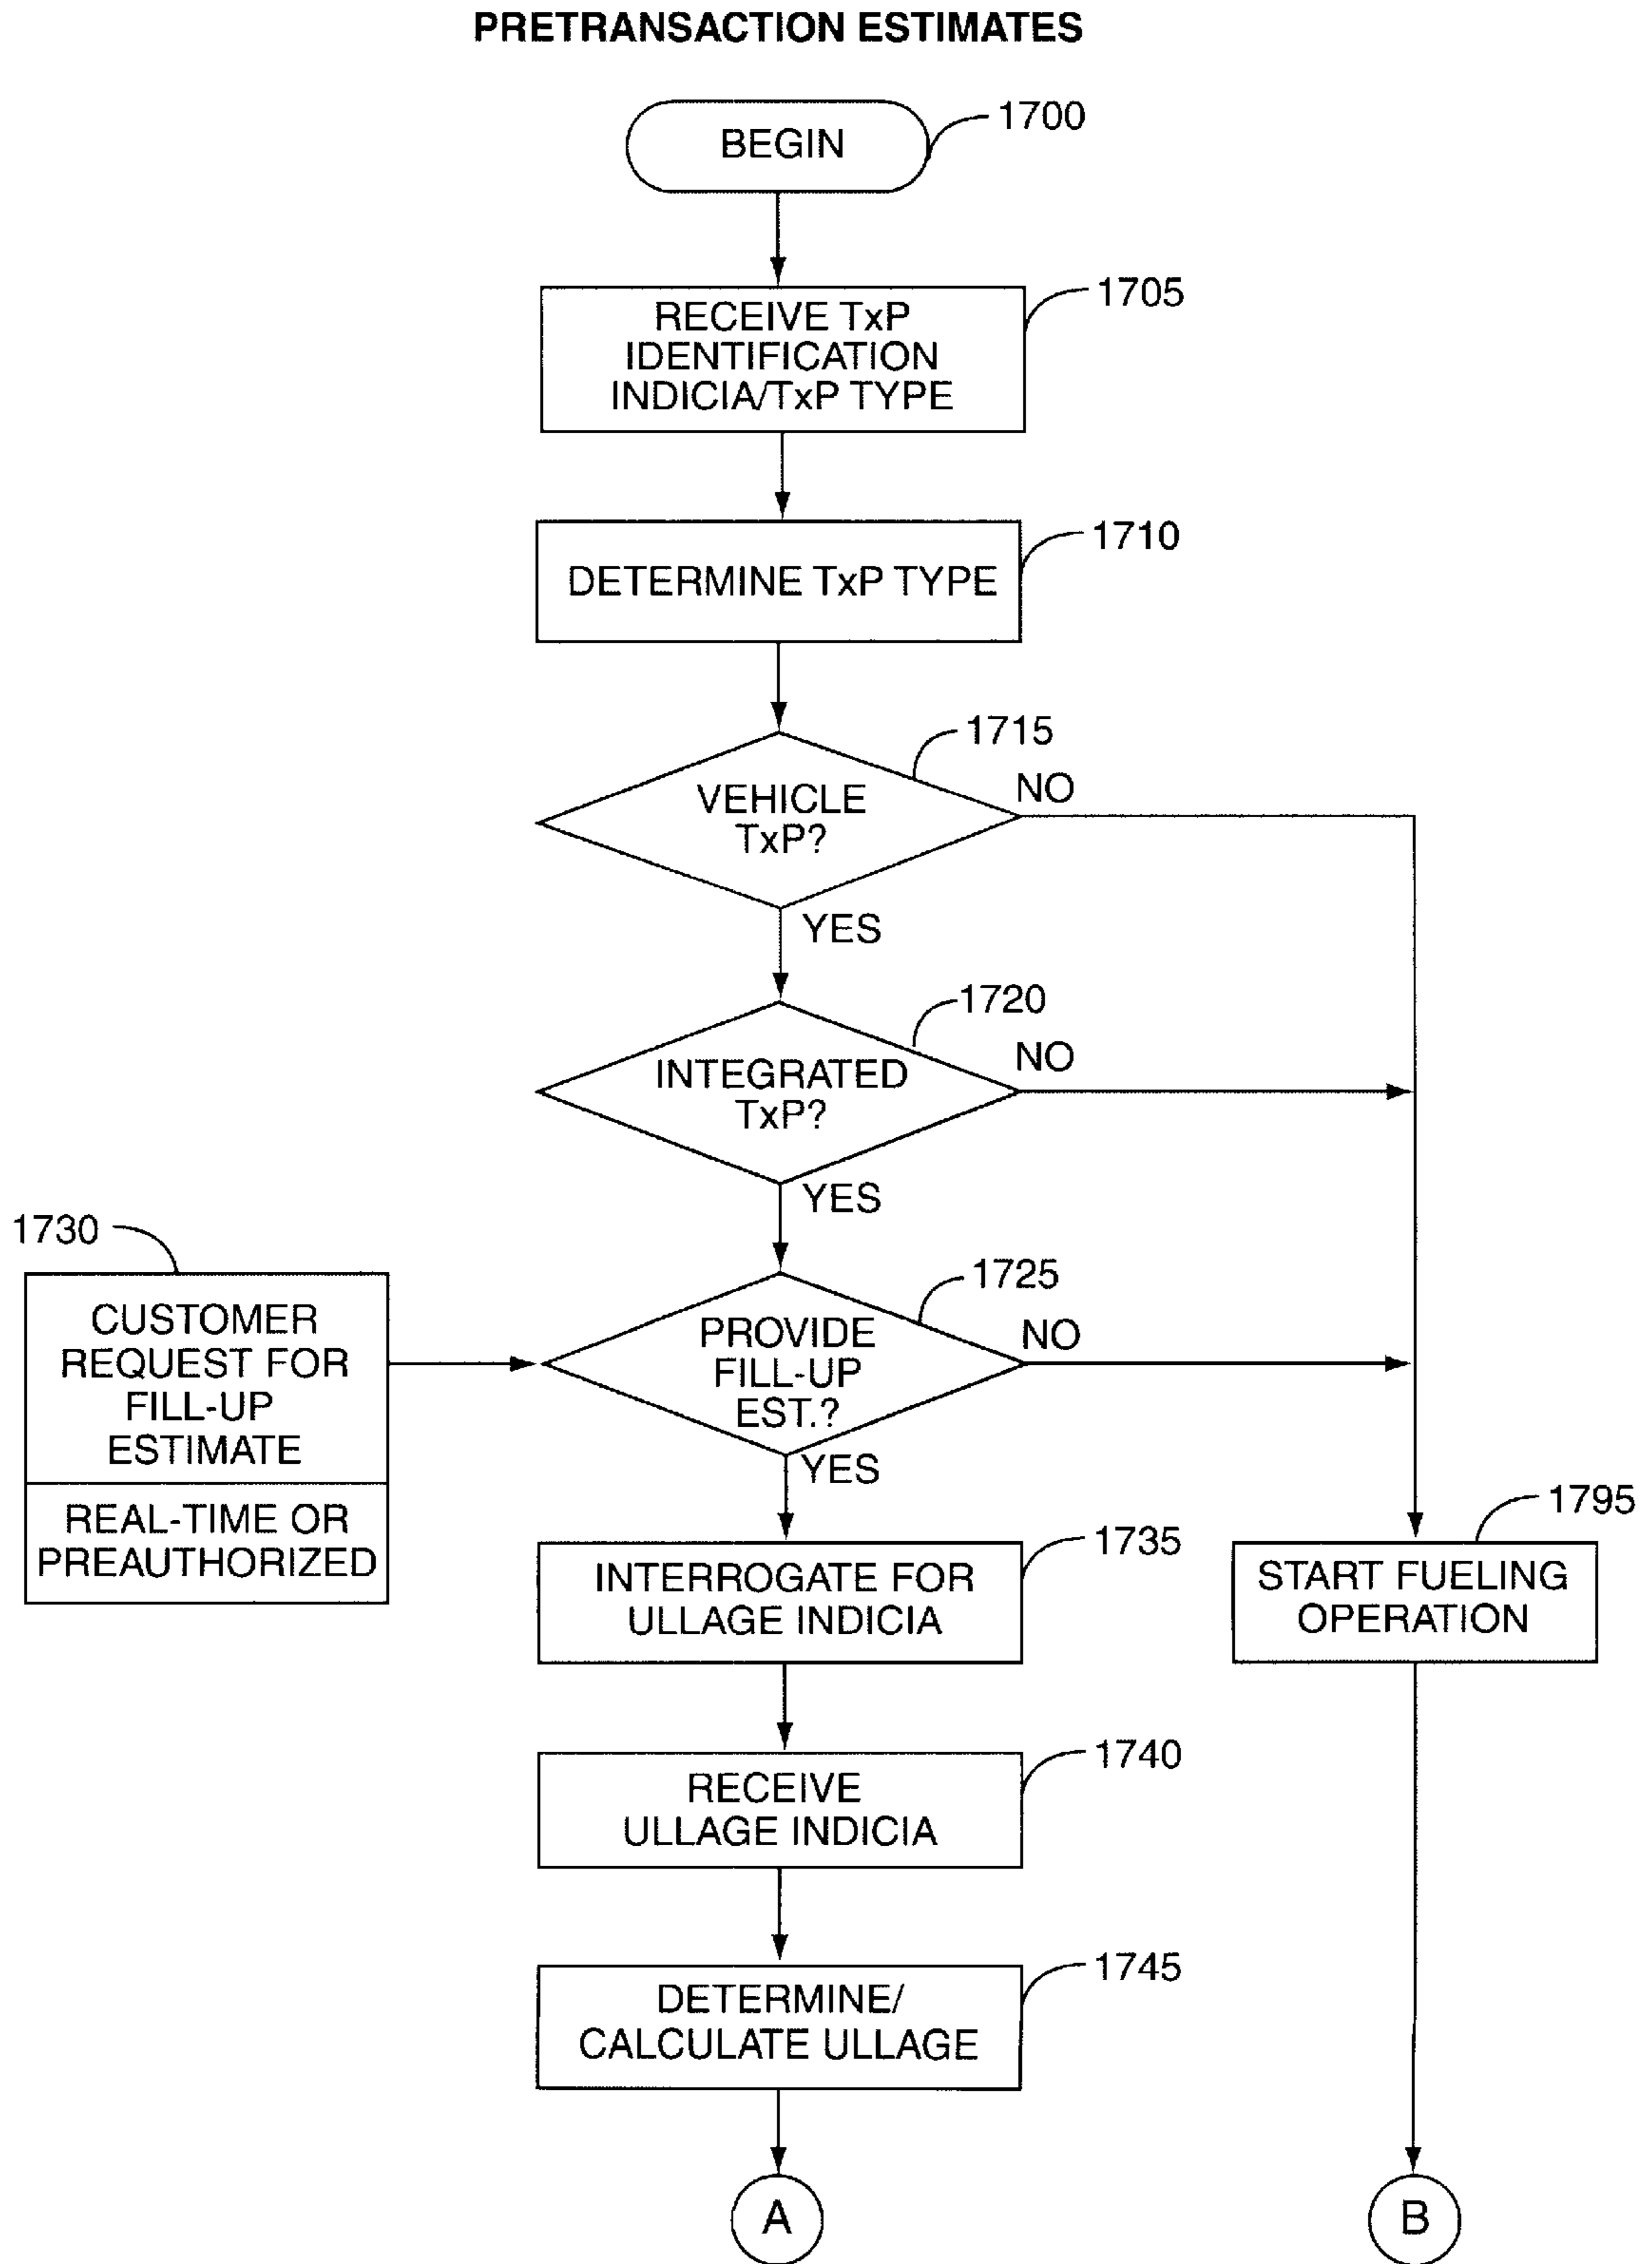 PRETRANSACTION ESTIMATES
BEGIN
1700
RECEIVE TxP
IDENTIFICATION
INDICIA/TxP TYPE
1705
DETERMINE TxP TYPE
1710
VEHICLE
TxP?
1715
NO
YES
INTEGRATED
TxP?
1720
NO
YES
1730
CUSTOMER
REQUEST FOR
FILL-UP
ESTIMATE
REAL-TIME OR
PREAUTHORIZED
PROVIDE
FILL-UP
EST.?
1725
NO
YES
INTERROGATE FOR
ULLAGE INDICIA
1735
START FUELING
OPERATION
1795
RECEIVE
ULLAGE INDICIA
1740
DETERMINE/
CALCULATE ULLAGE
1745
A
B